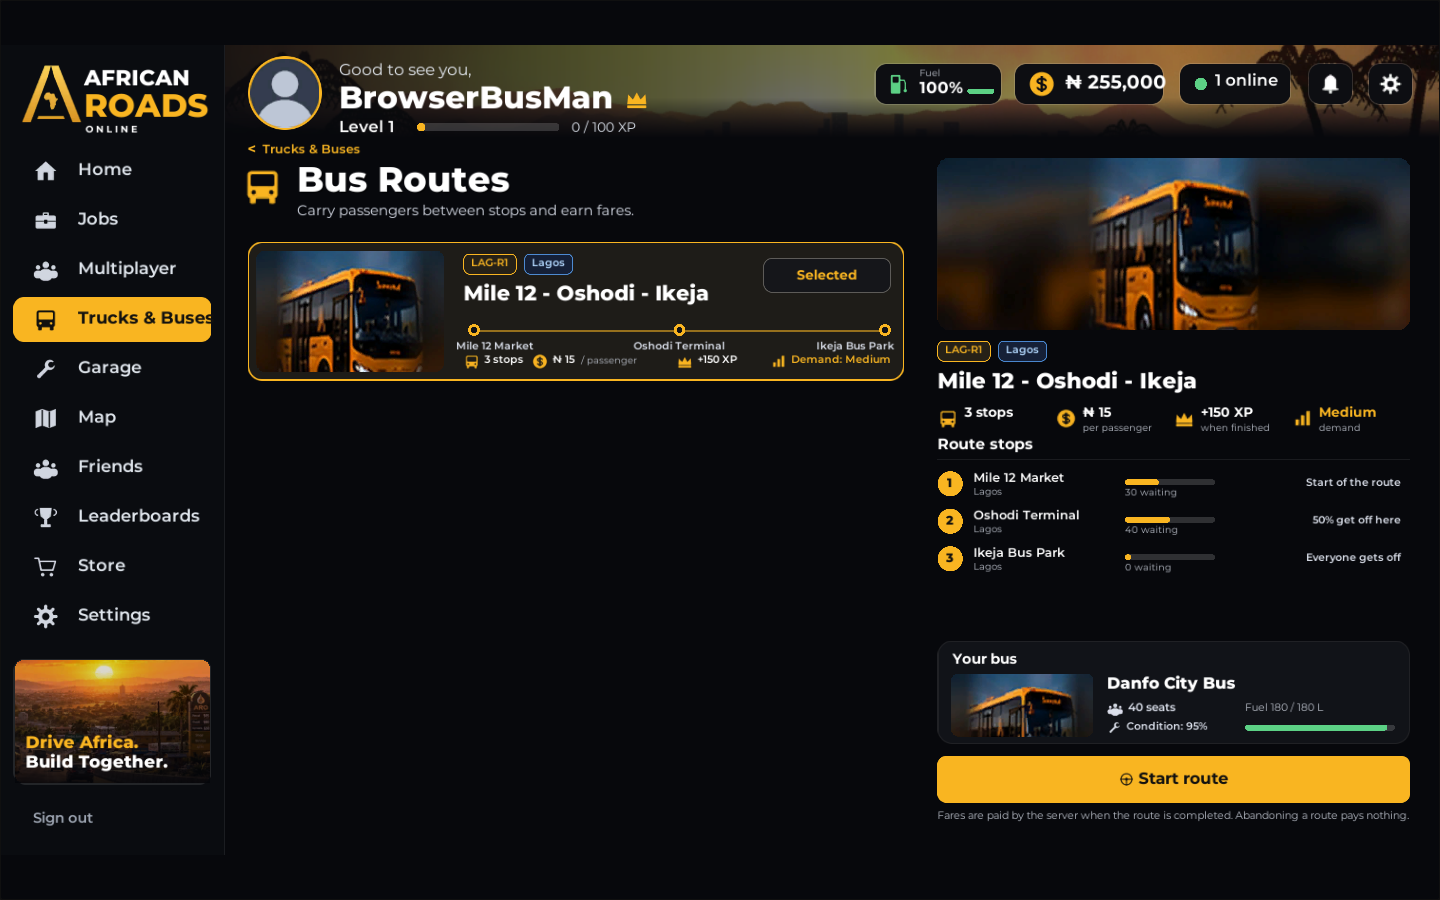 AFRICAN
ROADS
ONLINE
Home
Jobs
Multiplayer
Trucks & Buses
Garage
Map
Friends
Leaderboards
Store
Settings
Drive Africa.
Build Together.
Sign out
Good to see you,
BrowserBusMan
Level 1
0 / 100 XP
Fuel
100%
₦ 255,000
1 online
< Trucks & Buses
Bus Routes
Carry passengers between stops and earn fares.
LAG-R1 Lagos
Selected
Mile 12 - Oshodi - Ikeja
Mile 12 Market Oshodi Terminal Ikeja Bus Park
3 stops ₦ 15 / passenger +150 XP Demand: Medium
LAG-R1 Lagos
Mile 12 - Oshodi - Ikeja
3 stops ₦ 15 +150 XP Medium
per passenger when finished demand
Route stops
1 Mile 12 Market
Lagos
30 waiting
Start of the route
2 Oshodi Terminal
Lagos
40 waiting
50% get off here
3 Ikeja Bus Park
Lagos
0 waiting
Everyone gets off
Your bus
Danfo City Bus
40 seats Fuel 180 / 180 L
Condition: 95%
Start route
Fares are paid by the server when the route is completed. Abandoning a route pays nothing.